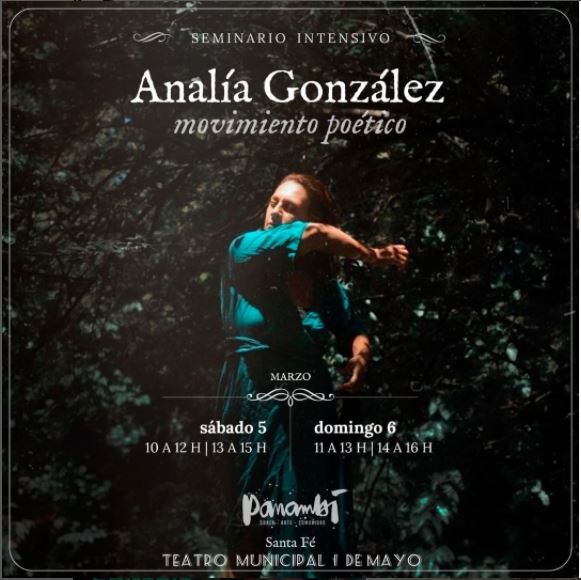 SEMINARIO INTENSIVO
Analía González
movimiento poético
MARZO
sábado 5
10 A 12 H | 13 A 15 H
domingo 6
11 A 13 H | 14 A 16 H
Panambí
DANZA · ARTE · COMUNIDAD
Santa Fé
TEATRO MUNICIPAL 1 DE MAYO